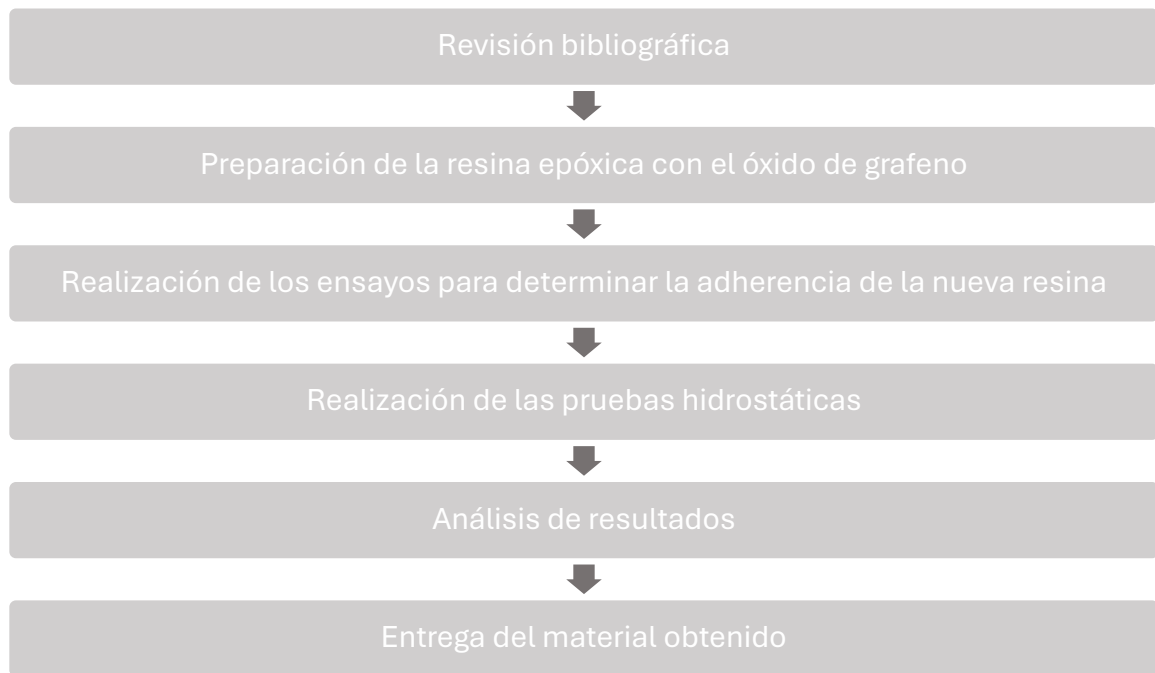 Revisión bibliográfica
Preparación de la resina epóxica con el óxido de grafeno
Realización de los ensayos para determinar la adherencia de la nueva resina
Realización de las pruebas hidrostáticas
Análisis de resultados
Entrega del material obtenido